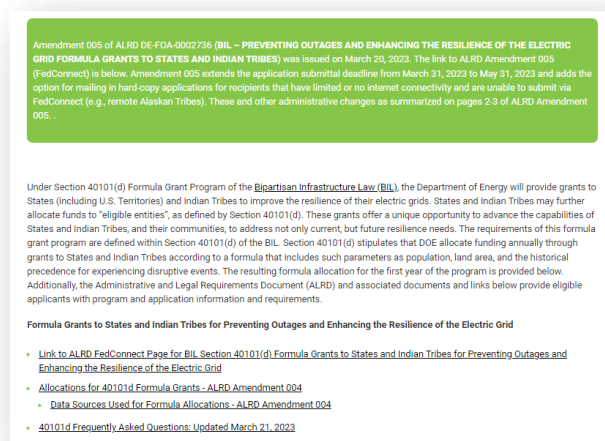 Amendment 005 of ALRD DE-FOA-0002736 (BIL – PREVENTING OUTAGES AND ENHANCING THE RESILIENCE OF THE ELECTRIC
GRID FORMULA GRANTS TO STATES AND INDIAN TRIBES) was issued on March 20, 2023. The link to ALRD Amendment 005
(FedConnect) is below. Amendment 005 extends the application submittal deadline from March 31, 2023 to May 31, 2023 and adds the
option for mailing in hard-copy applications for recipients that have limited or no internet connectivity and are unable to submit via
FedConnect (e.g., remote Alaskan Tribes). These and other administrative changes as summarized on pages 2-3 of ALRD Amendment
005. .
Under Section 40101(d) Formula Grant Program of the Bipartisan Infrastructure Law (BIL), the Department of Energy will provide grants to
States (including U.S. Territories) and Indian Tribes to improve the resilience of their electric grids. States and Indian Tribes may further
allocate funds to "eligible entities", as defined by Section 40101(d). These grants offer a unique opportunity to advance the capabilities of
States and Indian Tribes, and their communities, to address not only current, but future resilience needs. The requirements of this formula
grant program are defined within Section 40101(d) of the BIL. Section 40101(d) stipulates that DOE allocate funding annually through
grants to States and Indian Tribes according to a formula that includes such parameters as population, land area, and the historical
precedence for experiencing disruptive events. The resulting formula allocation for the first year of the program is provided below.
Additionally, the Administrative and Legal Requirements Document (ALRD) and associated documents and links below provide eligible
applicants with program and application information and requirements.
Formula Grants to States and Indian Tribes for Preventing Outages and Enhancing the Resilience of the Electric Grid
Link to ALRD FedConnect Page for BIL Section 40101(d) Formula Grants to States and Indian Tribes for Preventing Outages and
Enhancing the Resilience of the Electric Grid
Allocations for 40101d Formula Grants - ALRD Amendment 004
Data Sources Used for Formula Allocations - ALRD Amendment 004
40101d Frequently Asked Questions: Updated March 21, 2023